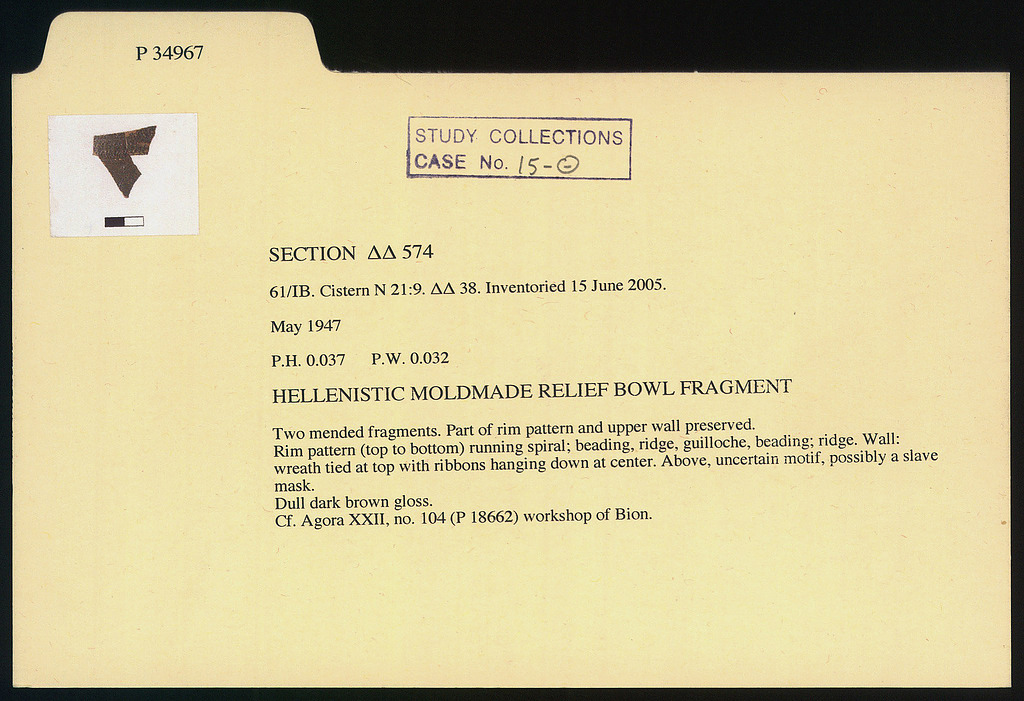 P 34967
STUDY COLLECTIONS
CASE No. 15-
SECTION ΔΔ 574
61/IB. Cistern N 21:9. ΔΔ 38. Inventoried 15 June 2005.
May 1947
P.H. 0.037 P.W. 0.032
HELLENISTIC MOLDMADE RELIEF BOWL FRAGMENT
Two mended fragments. Part of rim pattern and upper wall preserved.
Rim pattern (top to bottom) running spiral; beading, ridge, guilloche, beading; ridge. Wall:
wreath tied at top with ribbons hanging down at center. Above, uncertain motif, possibly a slave
mask.
Dull dark brown gloss.
Cf. Agora XXII, no. 104 (P 18662) workshop of Bion.